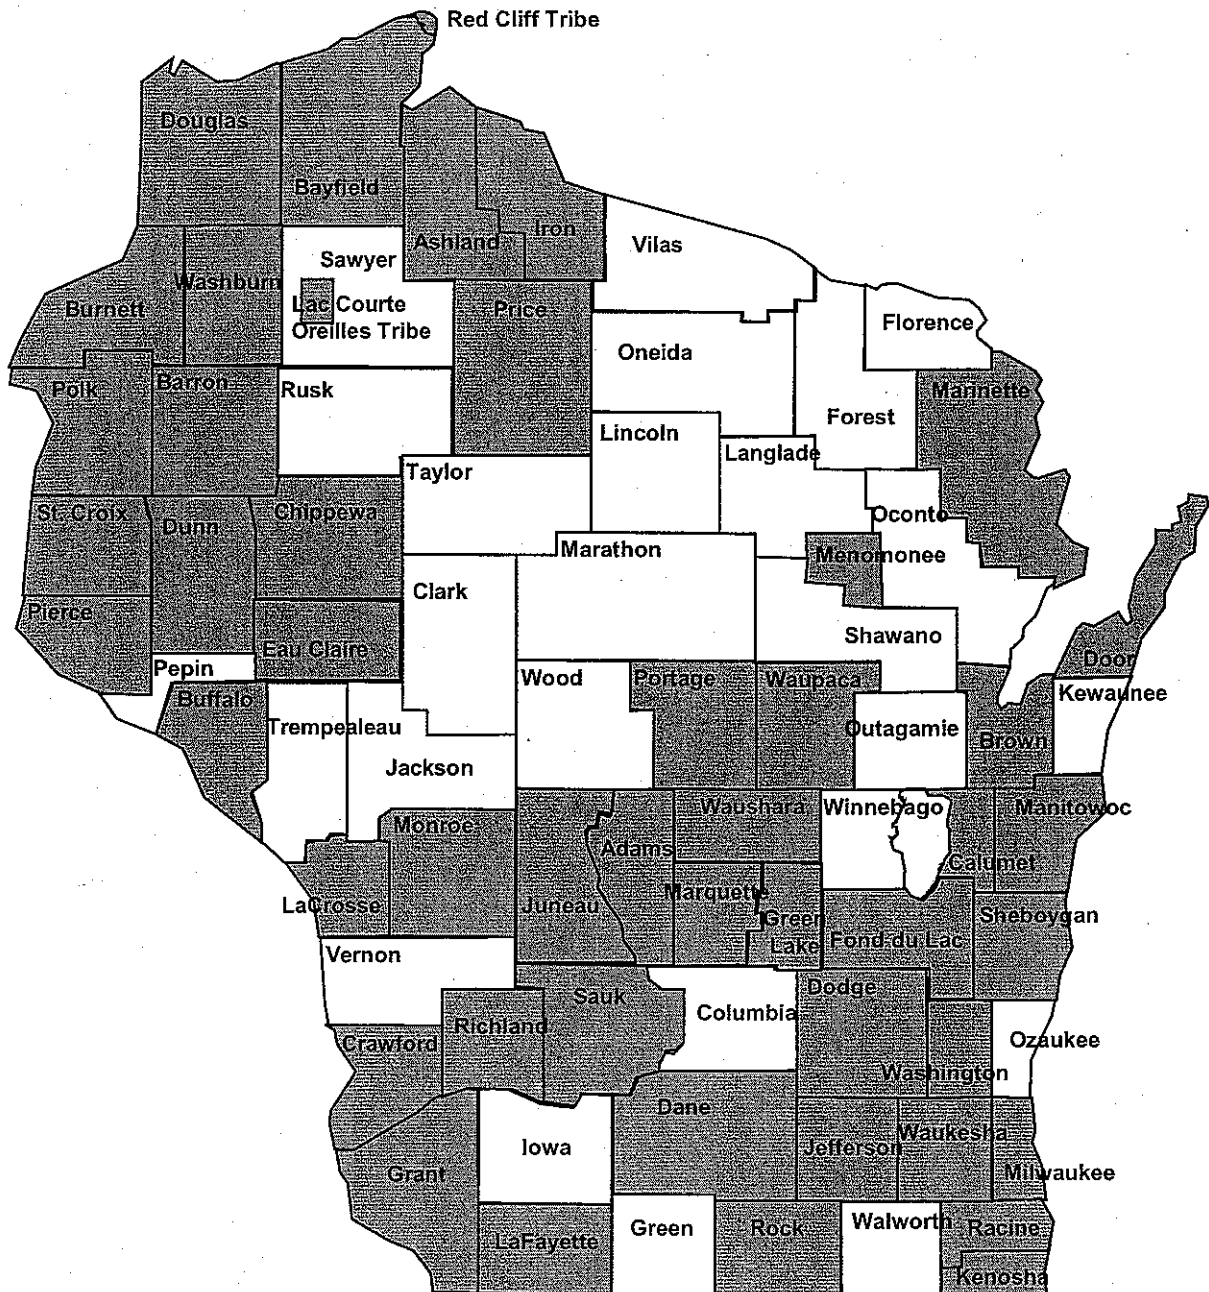 Red Cliff Tribe
Douglas
Bayfield
Ashland
Iron
Vilas
Sawyer
Washburn
Burnett
Lac Courte
Oreilles Tribe
Price
Florence
Oneida
Polk
Barron
Rusk
Marinette
Forest
Lincoln
Langlade
Taylor
St. Croix
Dunn
Chippewa
Oconto
Marathon
Menomonee
Clark
Pierce
Shawano
Eau Claire
Pepin
Wood
Portage
Waupaca
Door
Kewaunee
Buffalo
Trempealeau
Outagamie
Brown
Jackson
Monroe
Waushara
Winnebago
Manitowoc
Adams
Calumet
LaCrosse
Juneau
Marquette
Green
Lake
Fond du Lac
Sheboygan
Vernon
Sauk
Dodge
Columbia
Richland
Crawford
Ozaukee
Washington
Dane
Iowa
Jefferson
Waukesha
Milwaukee
Grant
LaFayette
Green
Rock
Walworth
Racine
Kenosha